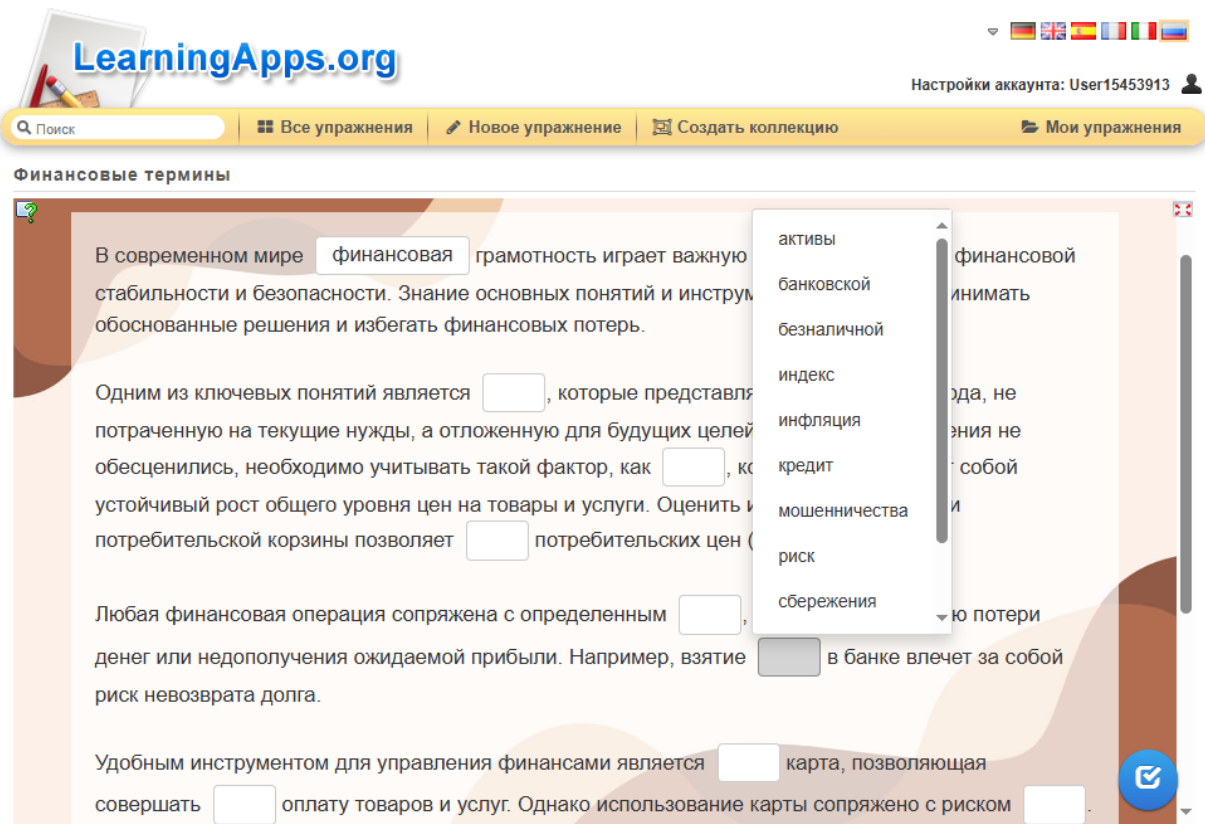 LearningApps.org
Настройки аккаунта: User15453913
Поиск
Все упражнения
Новое упражнение
Создать коллекцию
Мои упражнения
Финансовые термины
В современном мире финансовая грамотность играет важную финансовой
стабильности и безопасности. Знание основных понятий и
обоснованные решения и избегать финансовых потерь.
Одним из ключевых понятий является , которые не
потраченную на текущие нужды, а отложенную для будущих целей не
обесценились, необходимо учитывать такой фактор, как , собой
устойчивый рост общего уровня цен на товары и услуги. Оценить и
потребительской корзины позволяет потребительских цен (
Любая финансовая операция сопряжена с определенным , потери
денег или недополучения ожидаемой прибыли. Например, взятие в банке влечет за собой
риск невозврата долга.
Удобным инструментом для управления финансами является карта, позволяющая
совершать оплату товаров и услуг. Однако использование карты сопряжено с риском .
активы
банковской
безналичной
индекс
инфляция
кредит
мошенничества
риск
сбережения